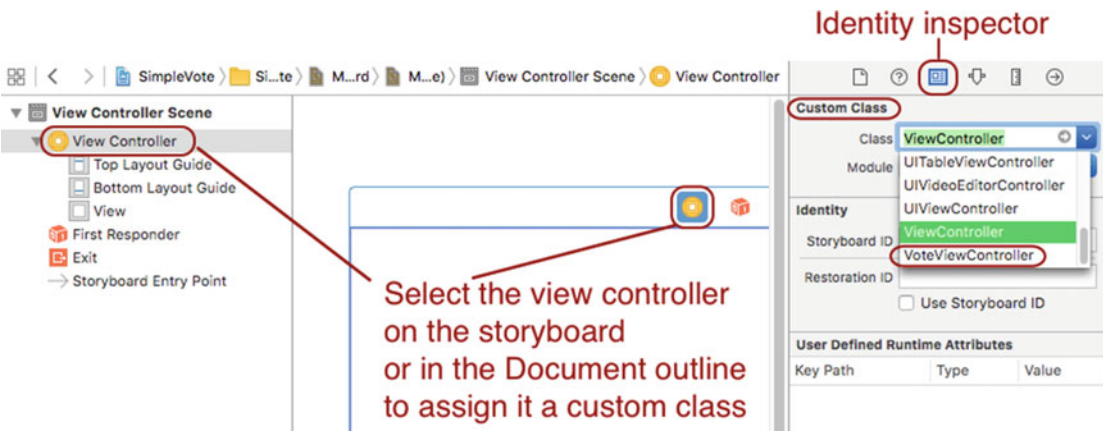 Identity inspector
SimpleVote Si...te M...rd M...e) View Controller Scene View Controller
View Controller Scene
View Controller
Top Layout Guide
Bottom Layout Guide
View
First Responder
Exit
Storyboard Entry Point
Select the view controller
on the storyboard
or in the Document outline
to assign it a custom class
Custom Class
Class ViewController
Module
UITableViewController
UIVideoEditorController
UIViewController
ViewController
VoteViewController
Identity
Storyboard ID
Restoration ID
Use Storyboard ID
User Defined Runtime Attributes
Key Path Type Value